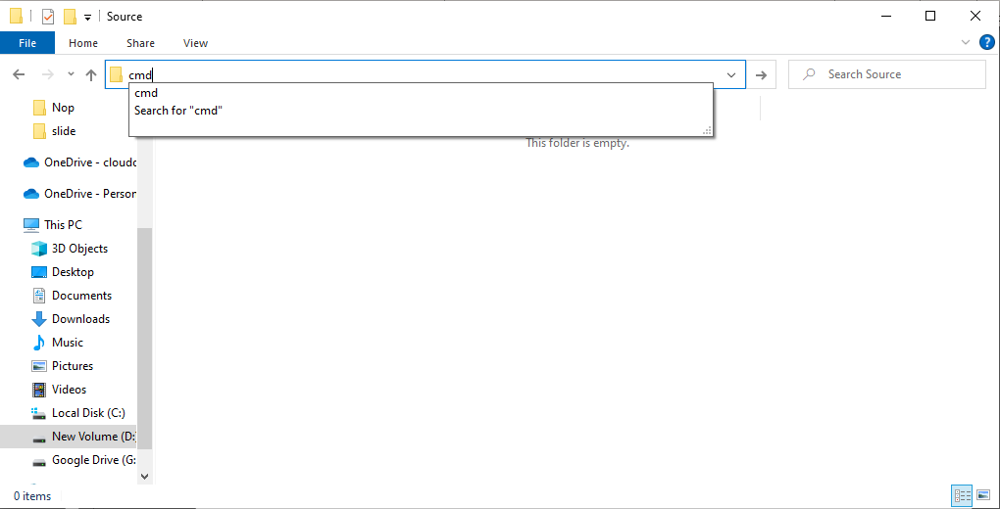 Source
File Home Share View
cmd
Search Source
cmd
Search for "cmd"
This folder is empty.
Nop
slide
OneDrive - cloudc
OneDrive - Person
This PC
3D Objects
Desktop
Documents
Downloads
Music
Pictures
Videos
Local Disk (C:)
New Volume (D:
Google Drive (G:
0 items